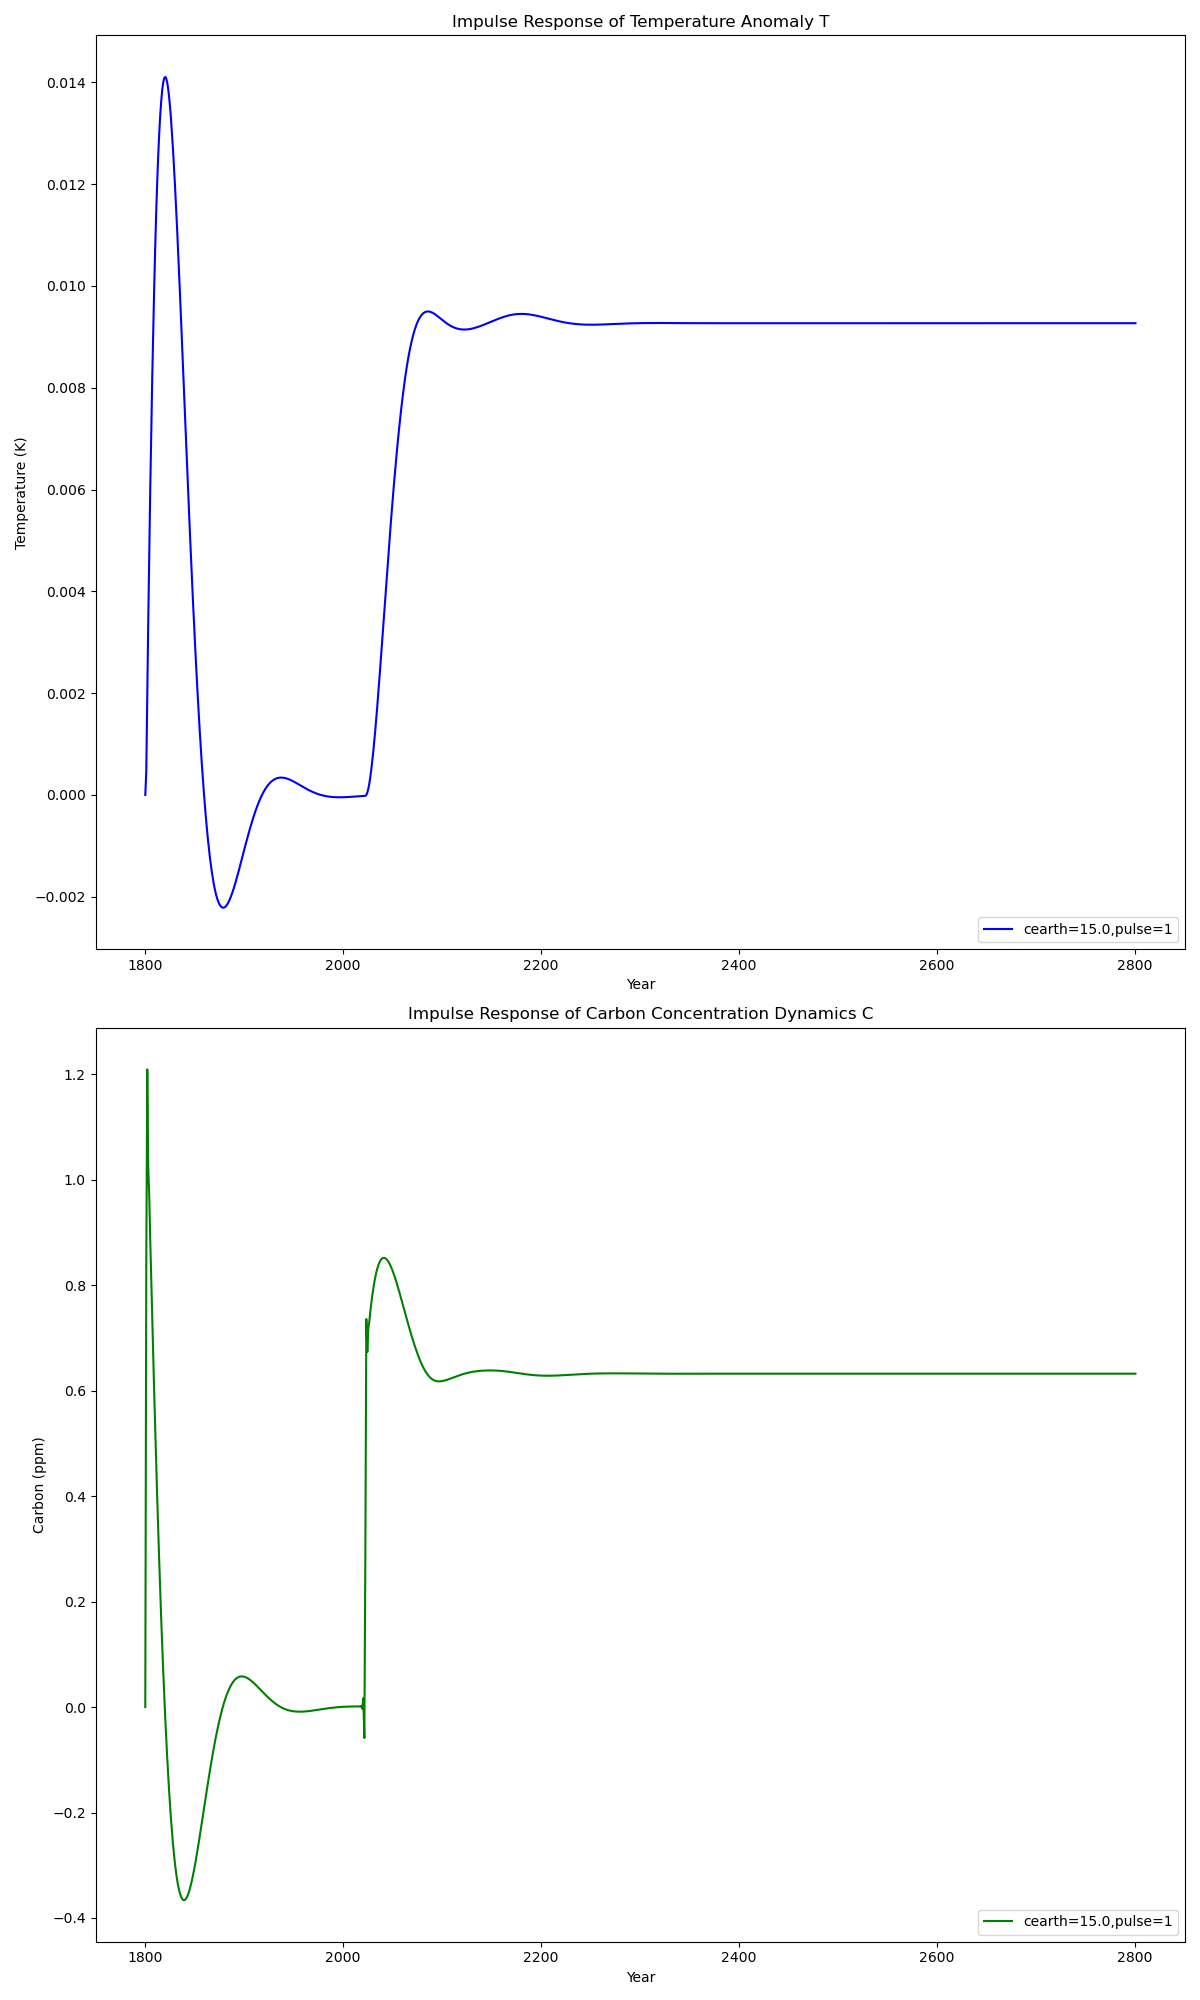 Impulse Response of Temperature Anomaly T
0.014
0.012
0.010
0.008
0.006
0.004
0.002
0.000
−0.002
Temperature (K)
cearth=15.0,pulse=1
1800 2000 2200 2400 2600 2800
Year
Impulse Response of Carbon Concentration Dynamics C
1.2
1.0
0.8
0.6
0.4
0.2
0.0
−0.2
−0.4
Carbon (ppm)
cearth=15.0,pulse=1
1800 2000 2200 2400 2600 2800
Year